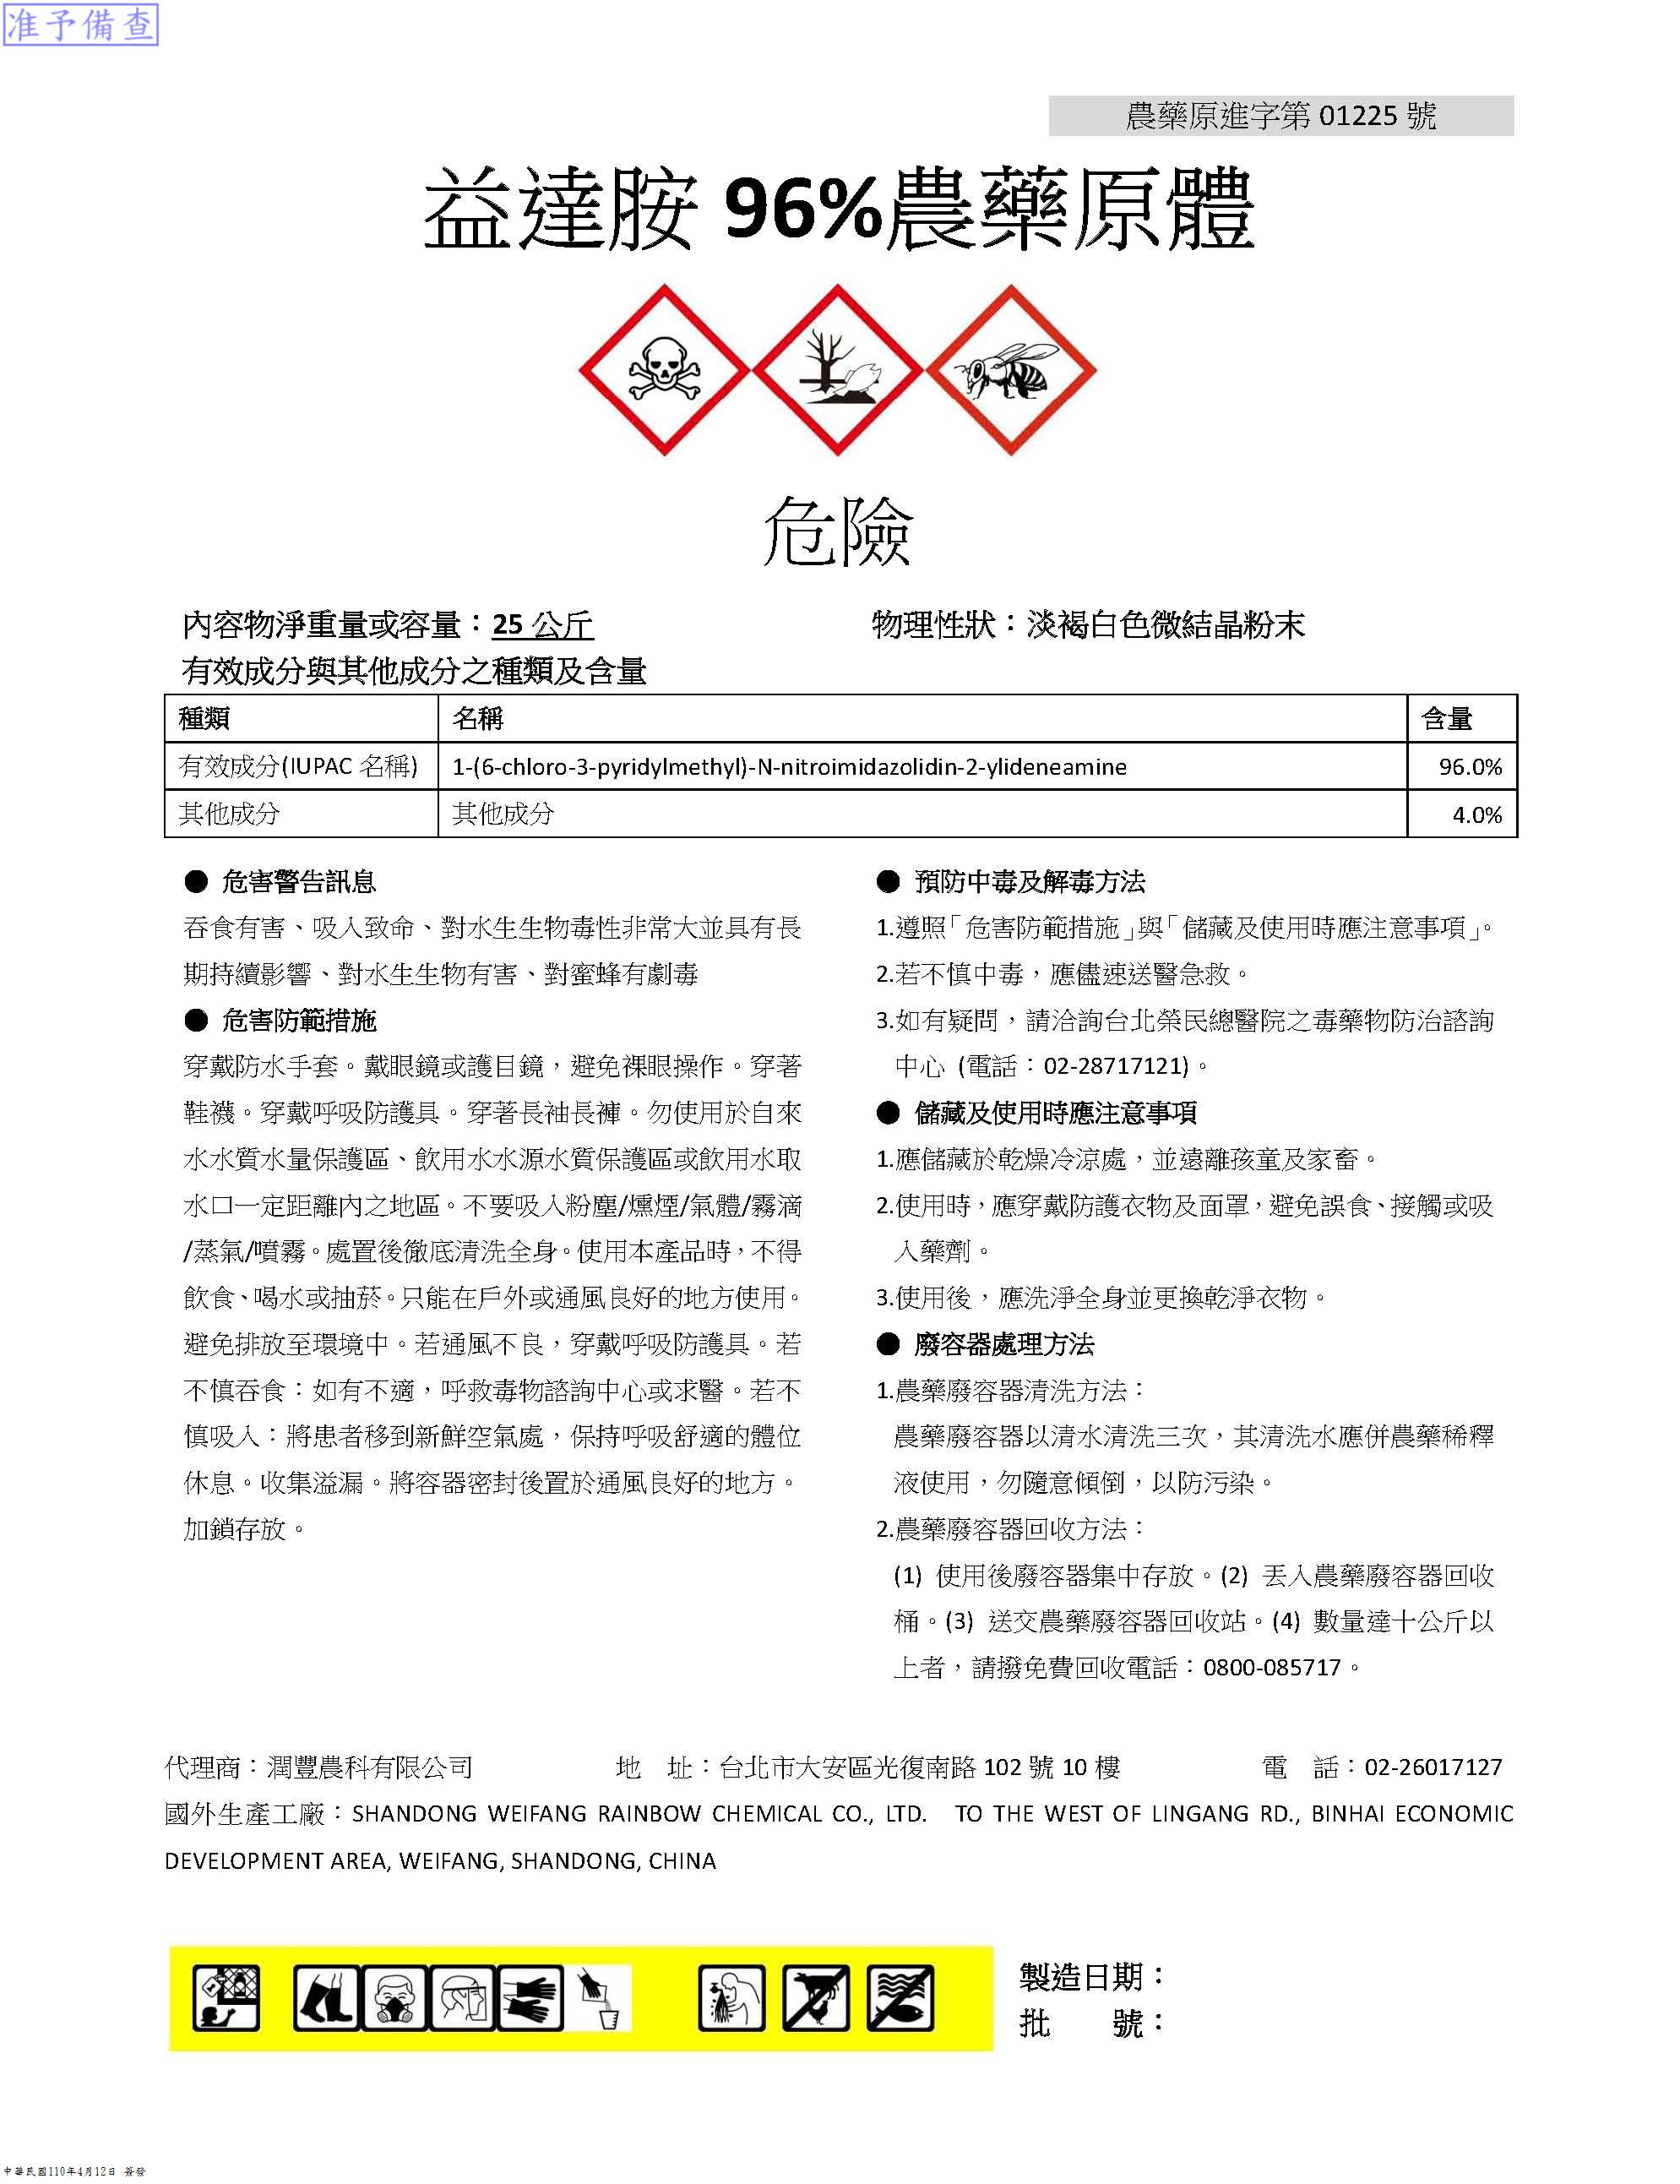 准予備查
農藥原進字第 01225 號
益達胺 96%農藥原體
危險
內容物淨重量或容量：25 公斤 物理性狀：淡褐白色微結晶粉末
有效成分與其他成分之種類及含量
種類 名稱 含量
有效成分(IUPAC 名稱) 1-(6-chloro-3-pyridylmethyl)-N-nitroimidazolidin-2-ylideneamine 96.0%
其他成分 其他成分 4.0%
● 危害警告訊息
吞食有害、吸入致命、對水生生物毒性非常大並具有長
期持續影響、對水生生物有害、對蜜蜂有劇毒
● 危害防範措施
穿戴防水手套。戴眼鏡或護目鏡，避免裸眼操作。穿著
鞋襪。穿戴呼吸防護具。穿著長袖長褲。勿使用於自來
水水質水量保護區、飲用水水源水質保護區或飲用水取
水口一定距離內之地區。不要吸入粉塵/燻煙/氣體/霧滴
/蒸氣/噴霧。處置後徹底清洗全身。使用本產品時，不得
飲食、喝水或抽菸。只能在戶外或通風良好的地方使用。
避免排放至環境中。若通風不良，穿戴呼吸防護具。若
不慎吞食：如有不適，呼救毒物諮詢中心或求醫。若不
慎吸入：將患者移到新鮮空氣處，保持呼吸舒適的體位
休息。收集溢漏。將容器密封後置於通風良好的地方。
加鎖存放。
● 預防中毒及解毒方法
1.遵照「危害防範措施」與「儲藏及使用時應注意事項」。
2.若不慎中毒，應儘速送醫急救。
3.如有疑問，請洽詢台北榮民總醫院之毒藥物防治諮詢
中心 (電話：02-28717121)。
● 儲藏及使用時應注意事項
1.應儲藏於乾燥冷涼處，並遠離孩童及家畜。
2.使用時，應穿戴防護衣物及面罩，避免誤食、接觸或吸
入藥劑。
3.使用後，應洗淨全身並更換乾淨衣物。
● 廢容器處理方法
1.農藥廢容器清洗方法：
農藥廢容器以清水清洗三次，其清洗水應併農藥稀釋
液使用，勿隨意傾倒，以防污染。
2.農藥廢容器回收方法：
(1) 使用後廢容器集中存放。(2) 丟入農藥廢容器回收
桶。(3) 送交農藥廢容器回收站。(4) 數量達十公斤以
上者，請撥免費回收電話：0800-085717。
代理商：潤豐農科有限公司 地 址：台北市大安區光復南路 102 號 10 樓 電 話：02-26017127
國外生產工廠：SHANDONG WEIFANG RAINBOW CHEMICAL CO., LTD. TO THE WEST OF LINGANG RD., BINHAI ECONOMIC
DEVELOPMENT AREA, WEIFANG, SHANDONG, CHINA
製造日期：
批 號：
中華民國110年4月12日 簽發